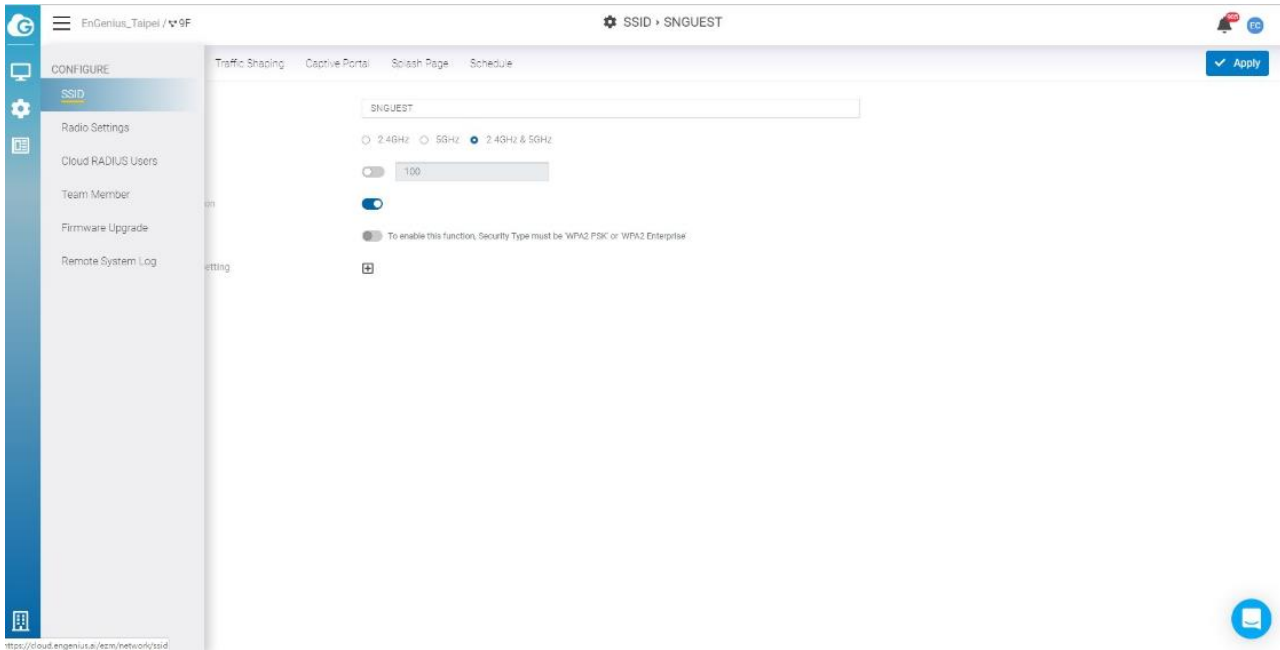 EnGenius_Taipei / 9F
SSID › SNGUEST
EC
CONFIGURE
Traffic Shaping Captive Portal Splash Page Schedule
Apply
SSID
SNGUEST
Radio Settings
2.4GHz 5GHz 2.4GHz & 5GHz
Cloud RADIUS Users
100
Team Member
on
Firmware Upgrade
To enable this function, Security Type must be 'WPA2 PSK' or 'WPA2 Enterprise'
Remote System Log
etting
https://cloud.engenius.ai/ezm/network/ssid